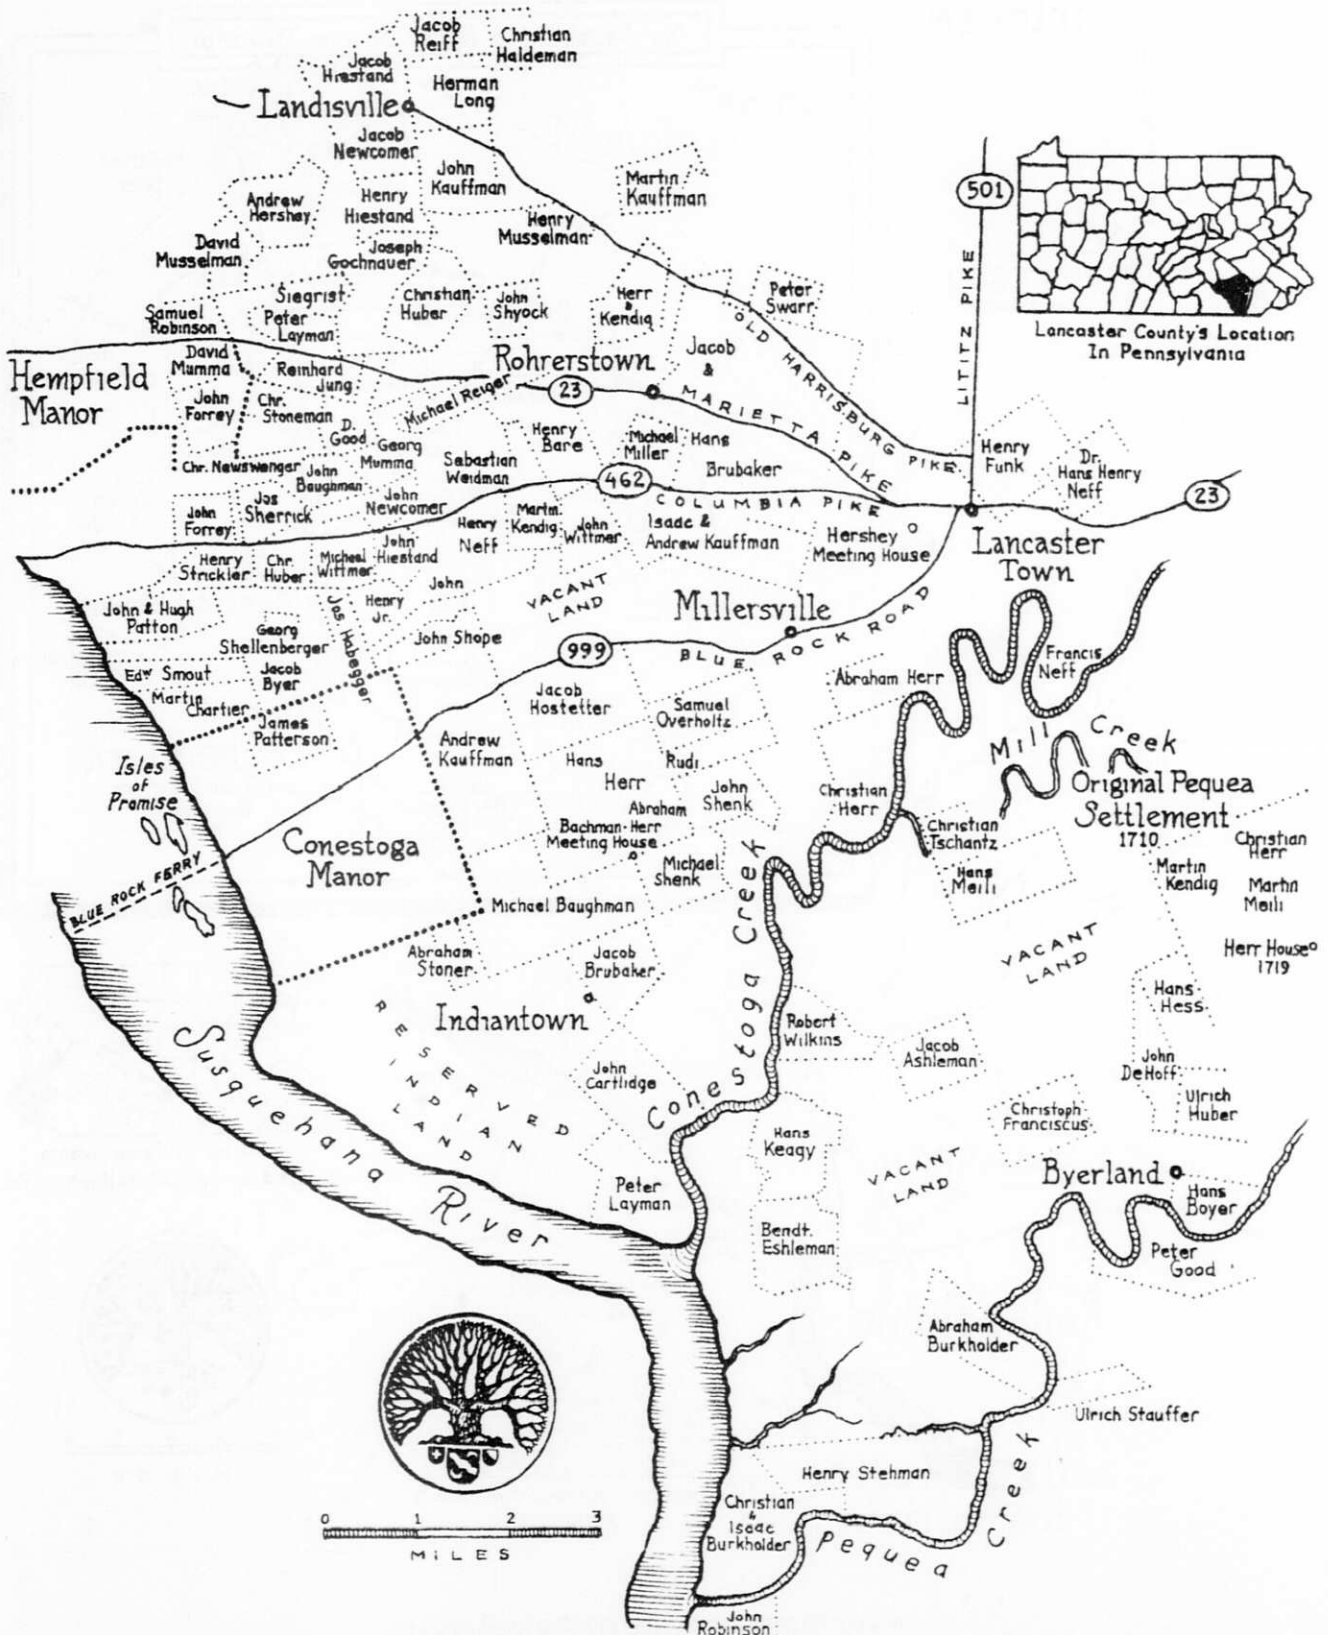 Jacob
Reiff
Christian
Haldeman
Jacob
Hiestand
Herman
Long
Landisville
Jacob
Newcomer
John
Kauffman
Martin
Kauffman
501
LITITZ PIKE
Lancaster County's Location
In Pennsylvania
Andrew
Hershey
Henry
Hiestand
Henry
Musselman
David
Musselman
Joseph
Gochnauer
Siegrist
Peter
Layman
Christian
Huber
John
Shyock
Herr
&
Kendig
Peter
Swarr
Samuel
Robinson
OLD HARRISBURG PIKE
Hempfield
Manor
David
Mumma
Reinhard
Jung
Rohrerstown
23
Jacob
&
MARIETTA PIKE
John
Forrey
Chr.
Stoneman
Michael Reiger
D.
Good
Georg
Mumma
Henry
Bare
Michael
Miller
Hans
Brubaker
Henry
Funk
Dr.
Hans Henry
Neff
Chr. Newswenger
John
Baughman
Sebastian
Weidman
462
COLUMBIA PIKE
23
John
Forrey
Jos
Sherrick
John
Newcomer
Henry
Neff
Martin
Kendig
John
Wittmer
Isaac &
Andrew Kauffman
Hershey
Meeting House
Lancaster
Town
Henry
Strickler
Chr.
Huber
Michael
Wittmer
John
Hiestand
John
Henry
Jr.
VACANT
LAND
Millersville
BLUE ROCK ROAD
John & Hugh
Patton
Georg
Shellenberger
Jos Habegger
John Shope
999
Edw Smout
Jacob
Byer
Martin
Chartier
James
Patterson
Abraham Herr
Francis
Neff
Jacob
Hostetter
Samuel
Overholtz
Mill Creek
Isles
of
Promise
Andrew
Kauffman
Hans
Herr
Rudi
Abraham
John
Shenk
Christian
Herr
Original Pequea
Settlement
1710
Conestoga
Manor
Bachman-Herr
Meeting House
Michael
Shenk
Christian
Tschantz
Hans
Meili
Christian
Herr
Martin
Kendig
Martin
Meili
BLUE ROCK FERRY
Michael Baughman
Conestoga Creek
VACANT
LAND
Herr House
1719
Abraham
Stoner
Jacob
Brubaker
Hans
Hess
Indiantown
RESERVED
INDIAN
LAND
Robert
Wilkins
Jacob
Ashleman
John
DeHoff
Ulrich
Huber
Susquehana River
John
Cartlidge
Christoph
Franciscus
Hans
Keagy
VACANT
LAND
Byerland
Hans
Boyer
Peter
Layman
Bendt.
Eshleman
Peter
Good
Abraham
Burkholder
Ulrich Stauffer
Henry Stehman
Pequea Creek
Christian
&
Isaac
Burkholder
John
Robinson
0 1 2 3
MILES